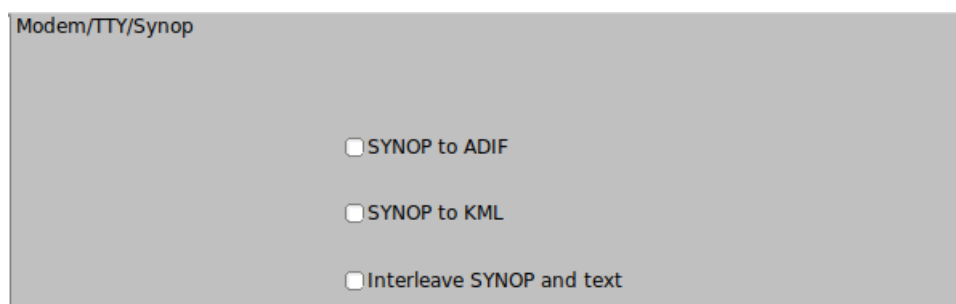 Modem/TTY/Synop
SYNOP to ADIF
SYNOP to KML
Interleave SYNOP and text